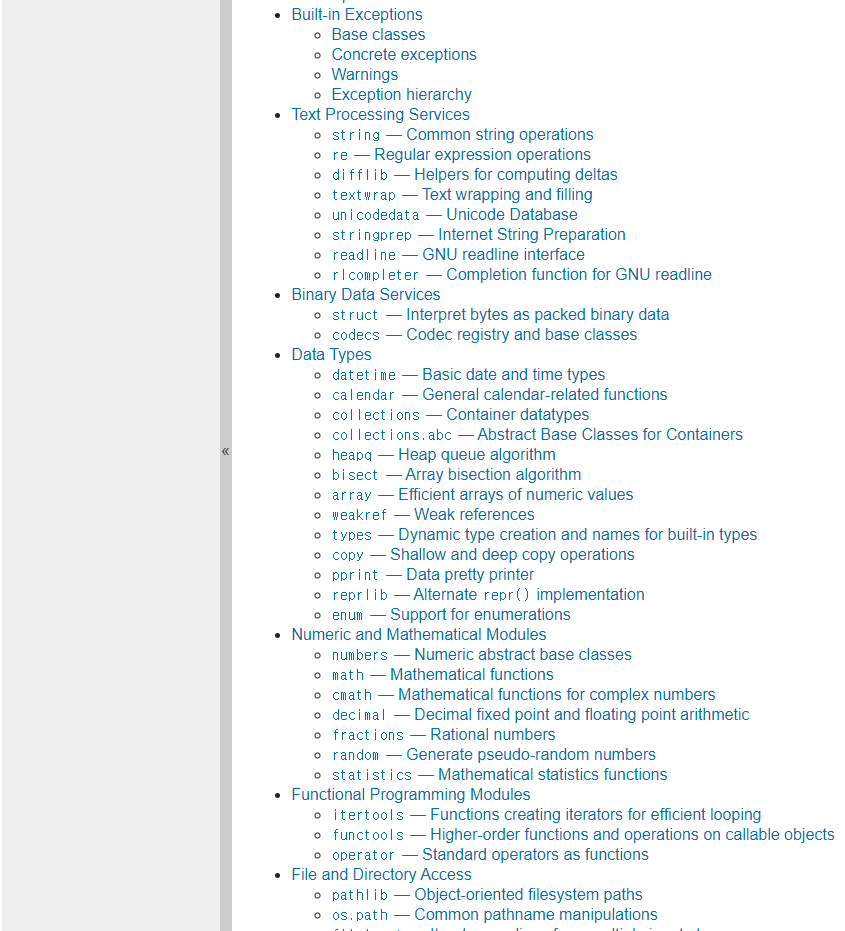 Built-in Exceptions
Base classes
Concrete exceptions
Warnings
Exception hierarchy
Text Processing Services
string — Common string operations
re — Regular expression operations
difflib — Helpers for computing deltas
textwrap — Text wrapping and filling
unicodedata — Unicode Database
stringprep — Internet String Preparation
readline — GNU readline interface
rlcompleter — Completion function for GNU readline
Binary Data Services
struct — Interpret bytes as packed binary data
codecs — Codec registry and base classes
Data Types
datetime — Basic date and time types
calendar — General calendar-related functions
collections — Container datatypes
collections.abc — Abstract Base Classes for Containers
«
heapq — Heap queue algorithm
bisect — Array bisection algorithm
array — Efficient arrays of numeric values
weakref — Weak references
types — Dynamic type creation and names for built-in types
copy — Shallow and deep copy operations
pprint — Data pretty printer
reprlib — Alternate repr() implementation
enum — Support for enumerations
Numeric and Mathematical Modules
numbers — Numeric abstract base classes
math — Mathematical functions
cmath — Mathematical functions for complex numbers
decimal — Decimal fixed point and floating point arithmetic
fractions — Rational numbers
random — Generate pseudo-random numbers
statistics — Mathematical statistics functions
Functional Programming Modules
itertools — Functions creating iterators for efficient looping
functools — Higher-order functions and operations on callable objects
operator — Standard operators as functions
File and Directory Access
pathlib — Object-oriented filesystem paths
os.path — Common pathname manipulations